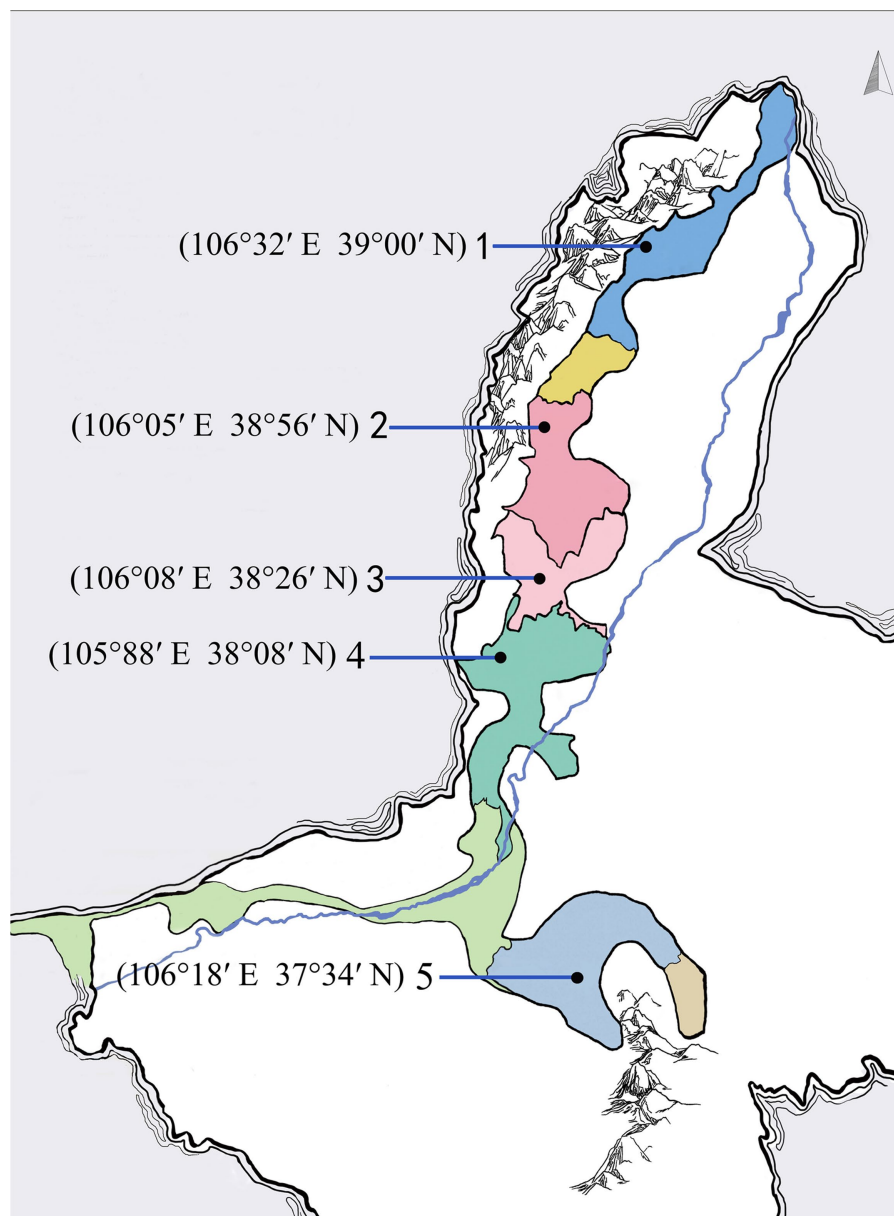 (106°32′ E 39°00′ N) 1
(106°05′ E 38°56′ N) 2
(106°08′ E 38°26′ N) 3
(105°88′ E 38°08′ N) 4
(106°18′ E 37°34′ N) 5